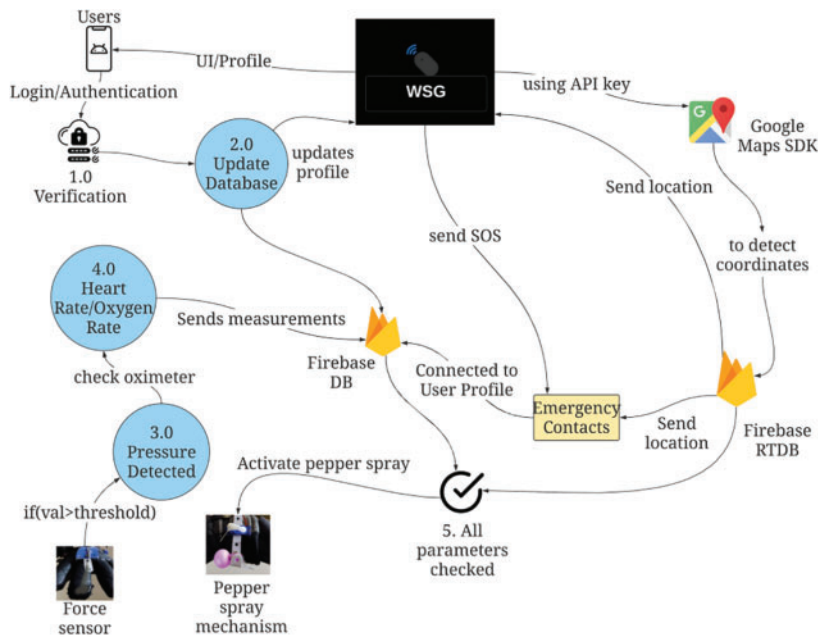 Users
UI/Profile
WSG
using API key
Login/Authentication
Google
Maps SDK
1.0
Verification
2.0
Update
Database
updates
profile
Send location
send SOS
to detect
coordinates
4.0
Heart
Rate/Oxygen
Rate
Sends measurements
Firebase
DB
Connected to
User Profile
check oximeter
Emergency
Contacts
Send
location
Firebase
RTDB
3.0
Pressure
Detected
Activate pepper spray
if(val>threshold)
5. All
parameters
checked
Force
sensor
Pepper
spray
mechanism